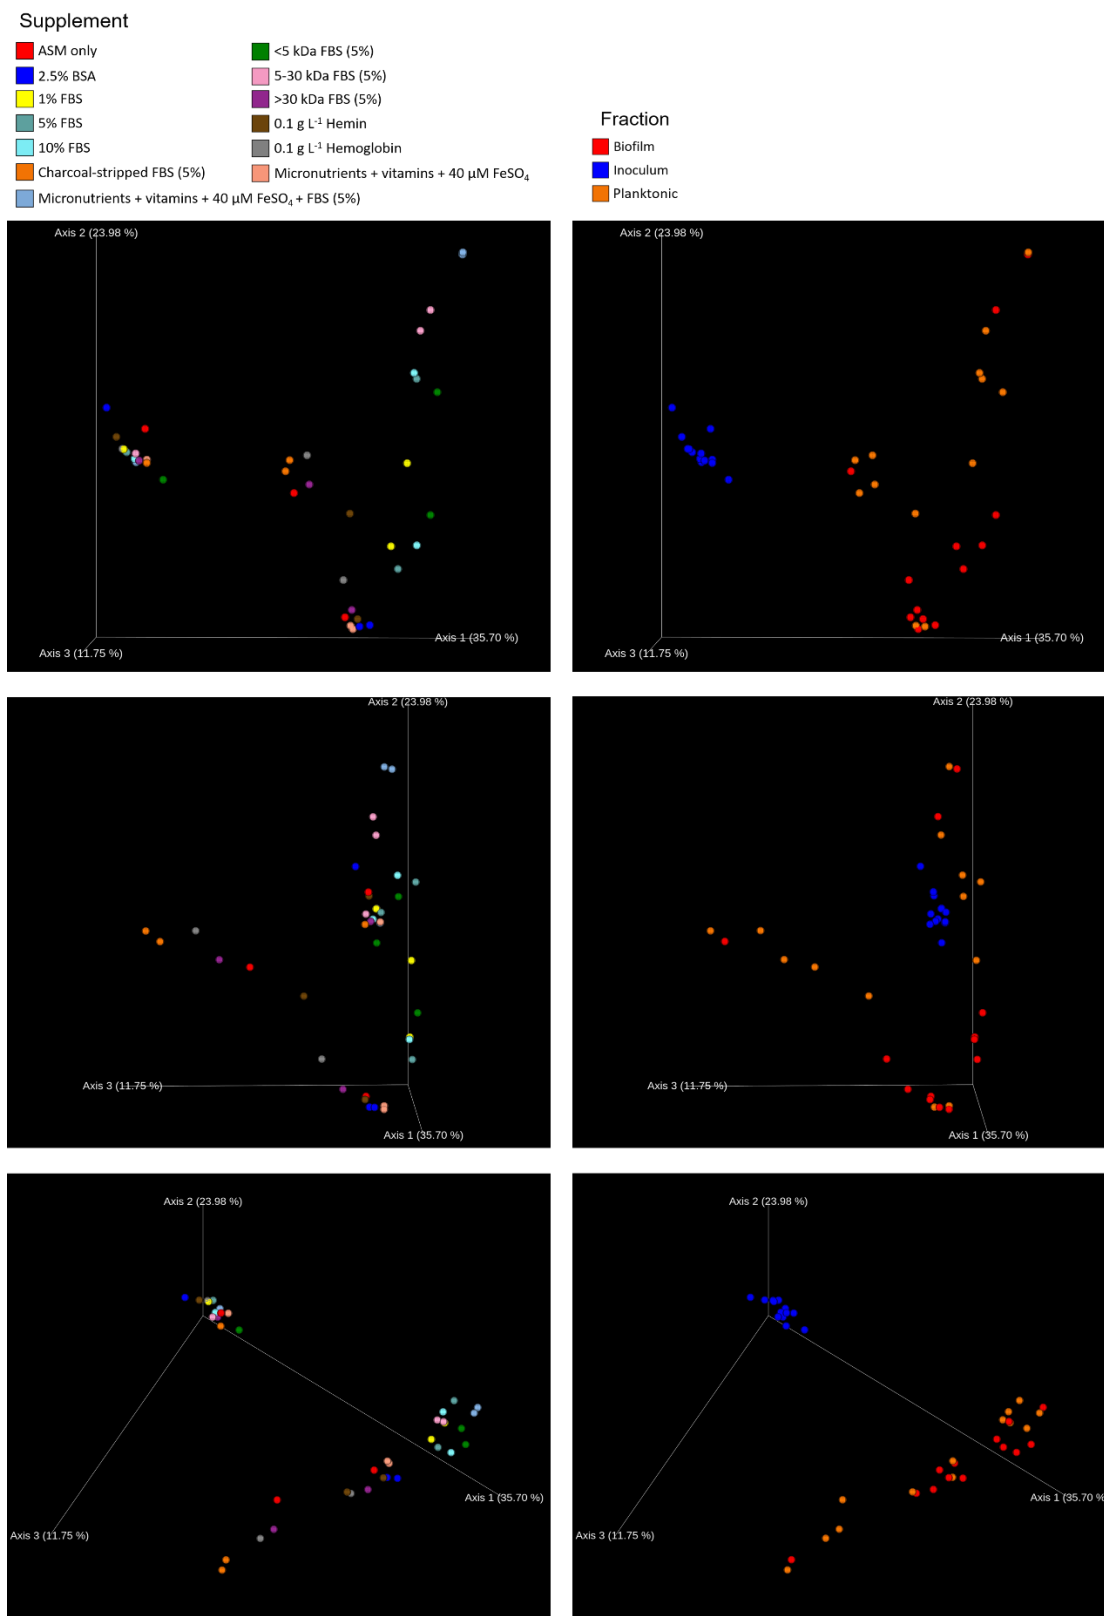 Supplement
ASM only
<5 kDa FBS (5%)
2.5% BSA
5-30 kDa FBS (5%)
1% FBS
>30 kDa FBS (5%)
5% FBS
0.1 g L⁻¹ Hemin
10% FBS
0.1 g L⁻¹ Hemoglobin
Charcoal-stripped FBS (5%)
Micronutrients + vitamins + 40 µM FeSO₄
Micronutrients + vitamins + 40 µM FeSO₄ + FBS (5%)
Fraction
Biofilm
Inoculum
Planktonic
Axis 2 (23.98 %)
Axis 1 (35.70 %)
Axis 3 (11.75 %)
Axis 2 (23.98 %)
Axis 1 (35.70 %)
Axis 3 (11.75 %)
Axis 2 (23.98 %)
Axis 3 (11.75 %)
Axis 1 (35.70 %)
Axis 2 (23.98 %)
Axis 3 (11.75 %)
Axis 1 (35.70 %)
Axis 2 (23.98 %)
Axis 1 (35.70 %)
Axis 3 (11.75 %)
Axis 2 (23.98 %)
Axis 1 (35.70 %)
Axis 3 (11.75 %)